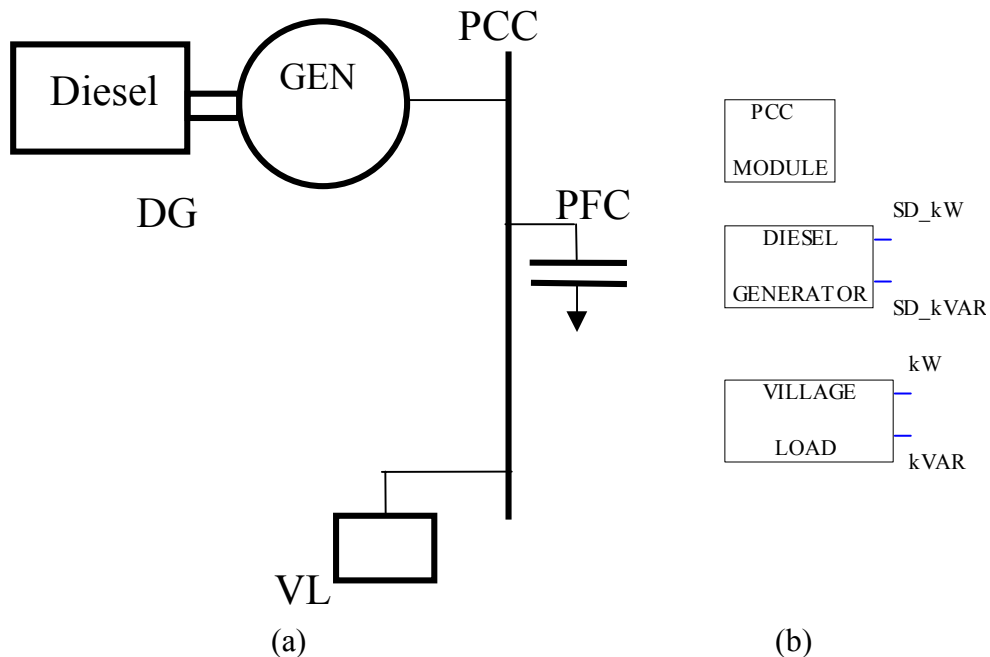 PCC
Diesel
GEN
DG
PFC
VL
(a)
PCC
MODULE
SD_kW
DIESEL
GENERATOR
SD_kVAR
kW
VILLAGE
LOAD
kVAR
(b)